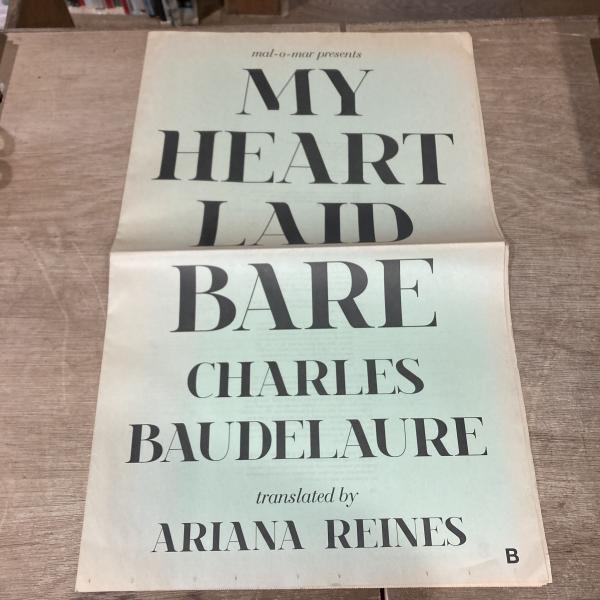 mal-o-mar presents
MY
HEART
LAID
BARE
CHARLES
BAUDELAURE
translated by
ARIANA REINES
B